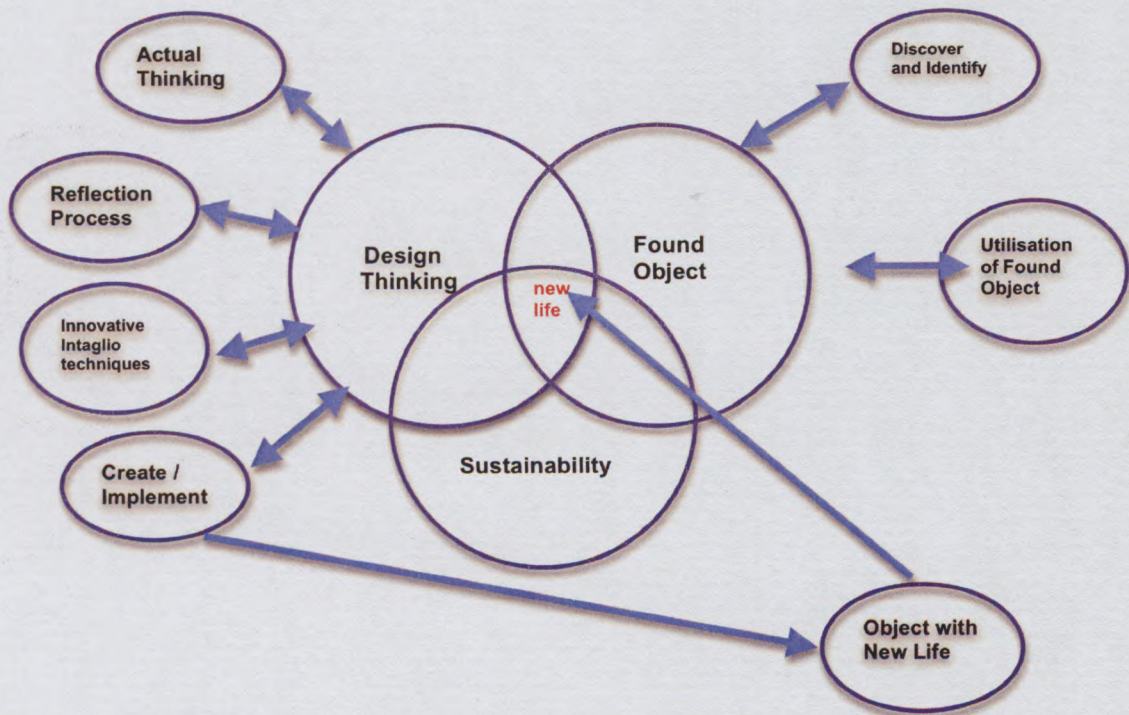 Actual
Thinking
Discover
and Identify
Reflection
Process
Design
Thinking
Found
Object
Utilisation
of Found
Object
new
life
Innovative
Intaglio
techniques
Create /
Implement
Sustainability
Object with
New Life